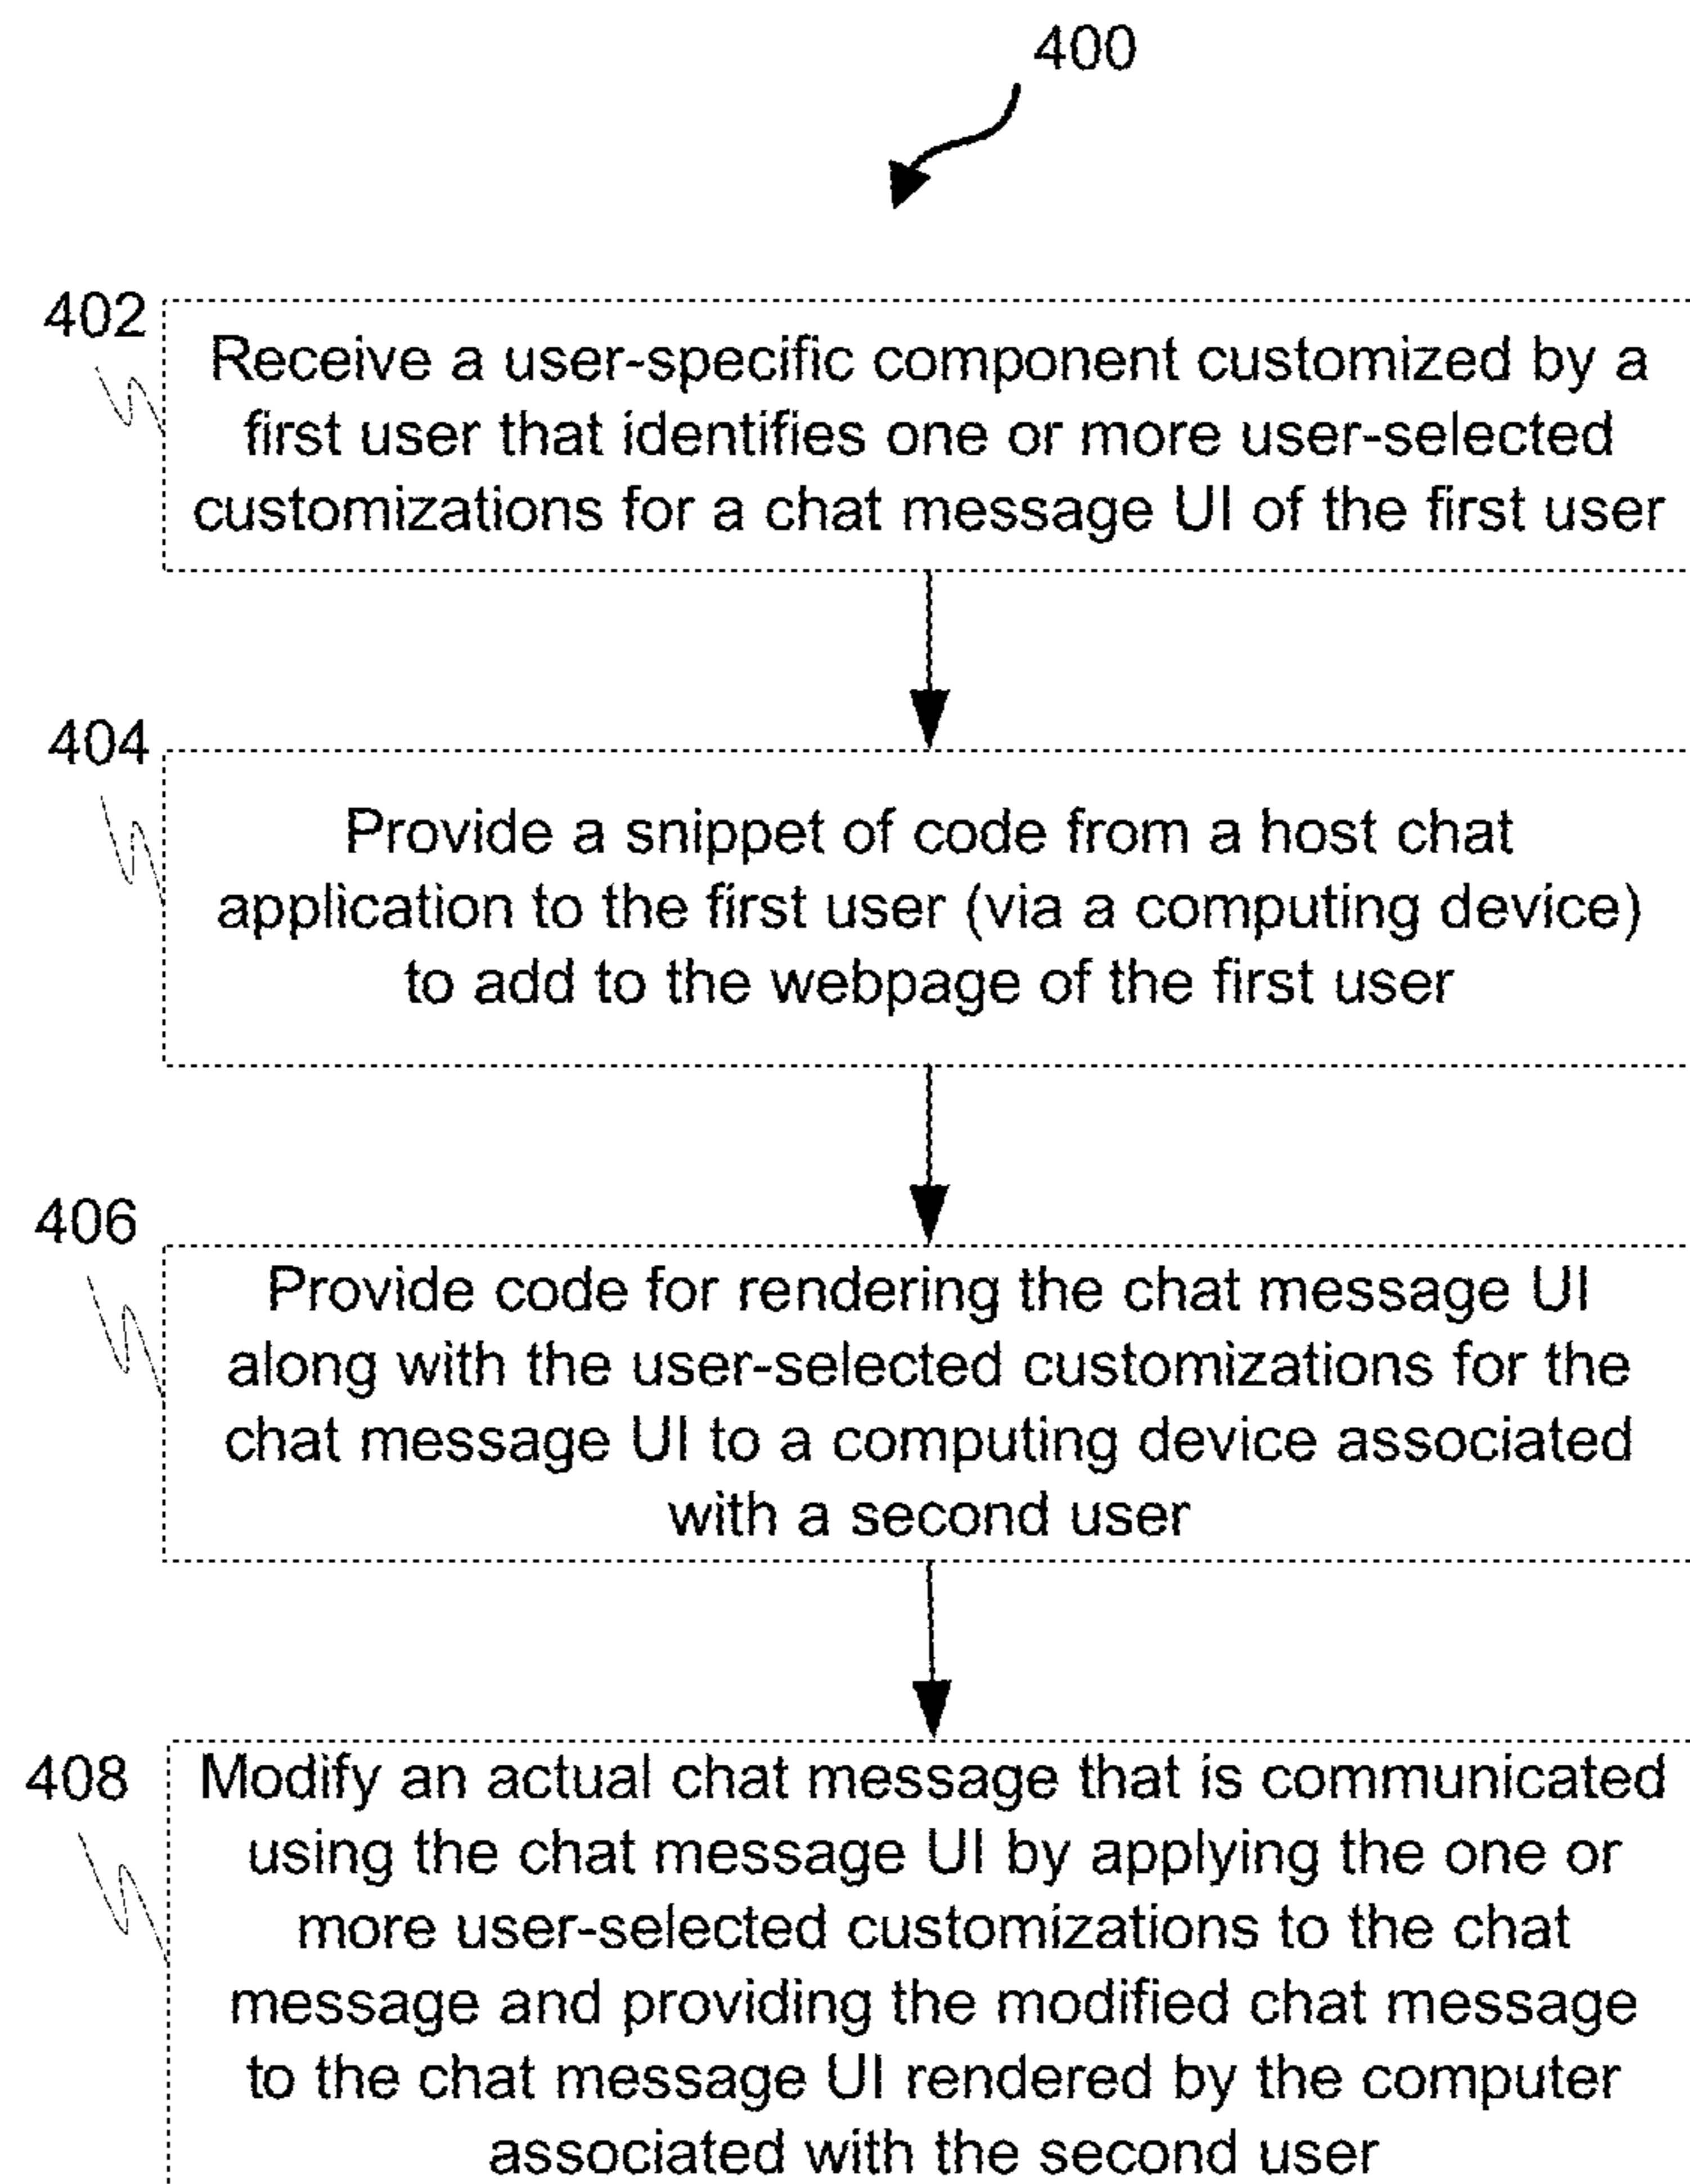 400
402
Receive a user-specific component customized by a
first user that identifies one or more user-selected
customizations for a chat message UI of the first user
404
Provide a snippet of code from a host chat
application to the first user (via a computing device)
to add to the webpage of the first user
406
Provide code for rendering the chat message UI
along with the user-selected customizations for the
chat message UI to a computing device associated
with a second user
408
Modify an actual chat message that is communicated
using the chat message UI by applying the one or
more user-selected customizations to the chat
message and providing the modified chat message
to the chat message UI rendered by the computer
associated with the second user